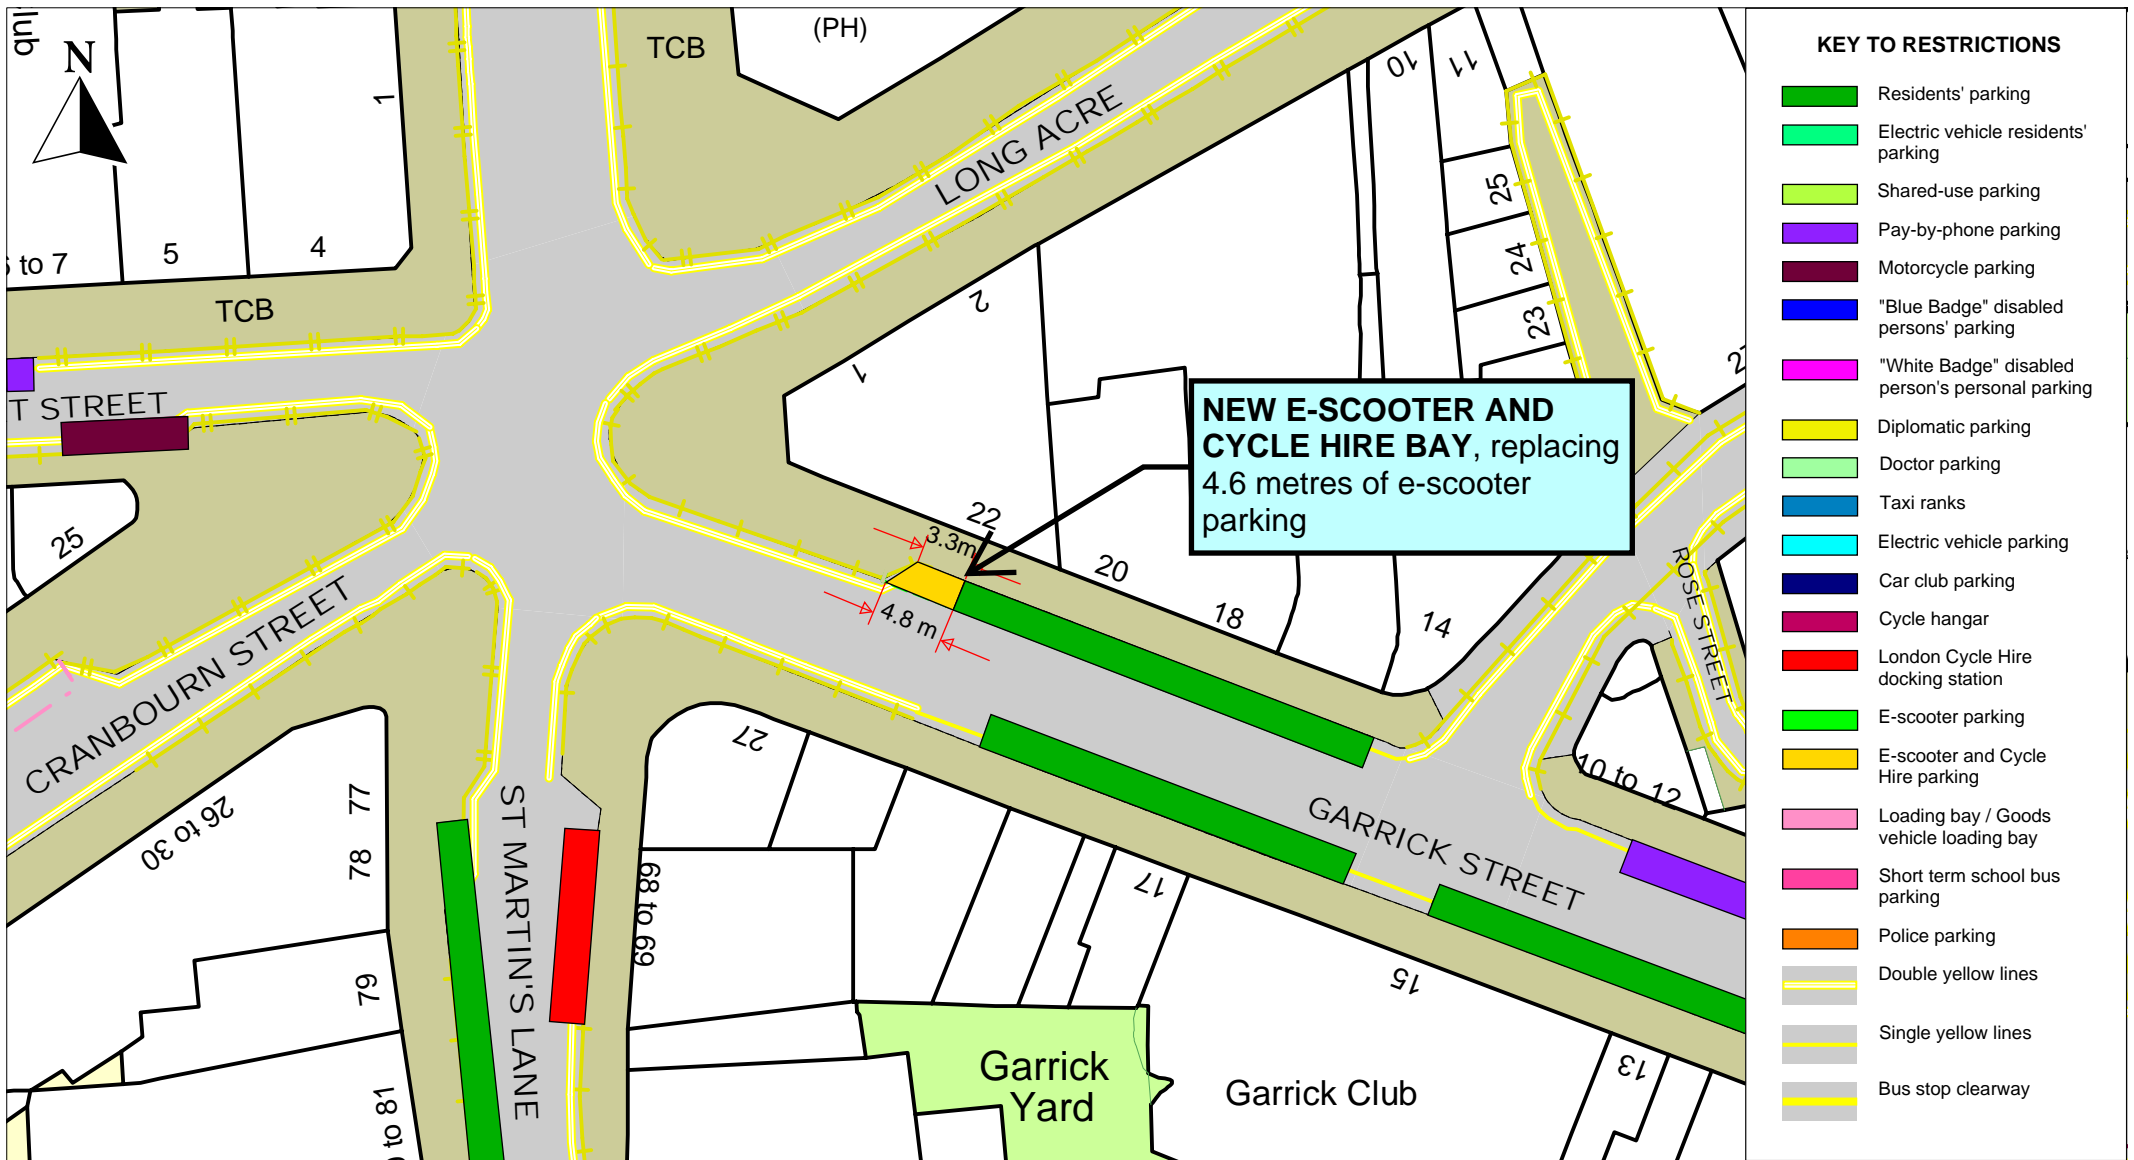 lub
N
1
TCB
(PH)
10
11
LONG ACRE
6 to 7
5
4
TCB
2
1
25
24
23
T STREET
25
NEW E-SCOOTER AND
CYCLE HIRE BAY, replacing
4.6 metres of e-scooter
parking
22
3.3m
20
4.8 m
18
14
ROSE STREET
CRANBOURN STREET
27
10 to 12
26 to 30
77
78
79
ST MARTIN'S LANE
68 to 69
GARRICK STREET
17
15
13
Garrick
Yard
Garrick Club
KEY TO RESTRICTIONS
Residents' parking
Electric vehicle residents'
parking
Shared-use parking
Pay-by-phone parking
Motorcycle parking
"Blue Badge" disabled
persons' parking
"White Badge" disabled
person's personal parking
Diplomatic parking
Doctor parking
Taxi ranks
Electric vehicle parking
Car club parking
Cycle hangar
London Cycle Hire
docking station
E-scooter parking
E-scooter and Cycle
Hire parking
Loading bay / Goods
vehicle loading bay
Short term school bus
parking
Police parking
Double yellow lines
Single yellow lines
Bus stop clearway